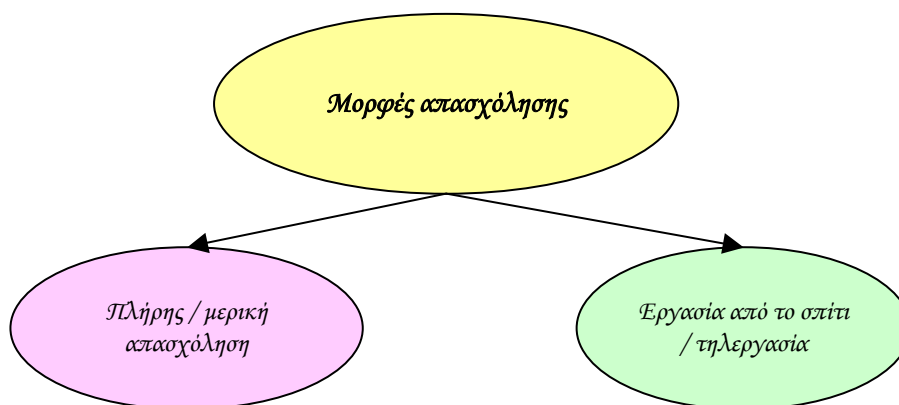 Μορφές απασχόλησης
Πλήρης / μερική
απασχόληση
Εργασία από το σπίτι
/ τηλεργασία